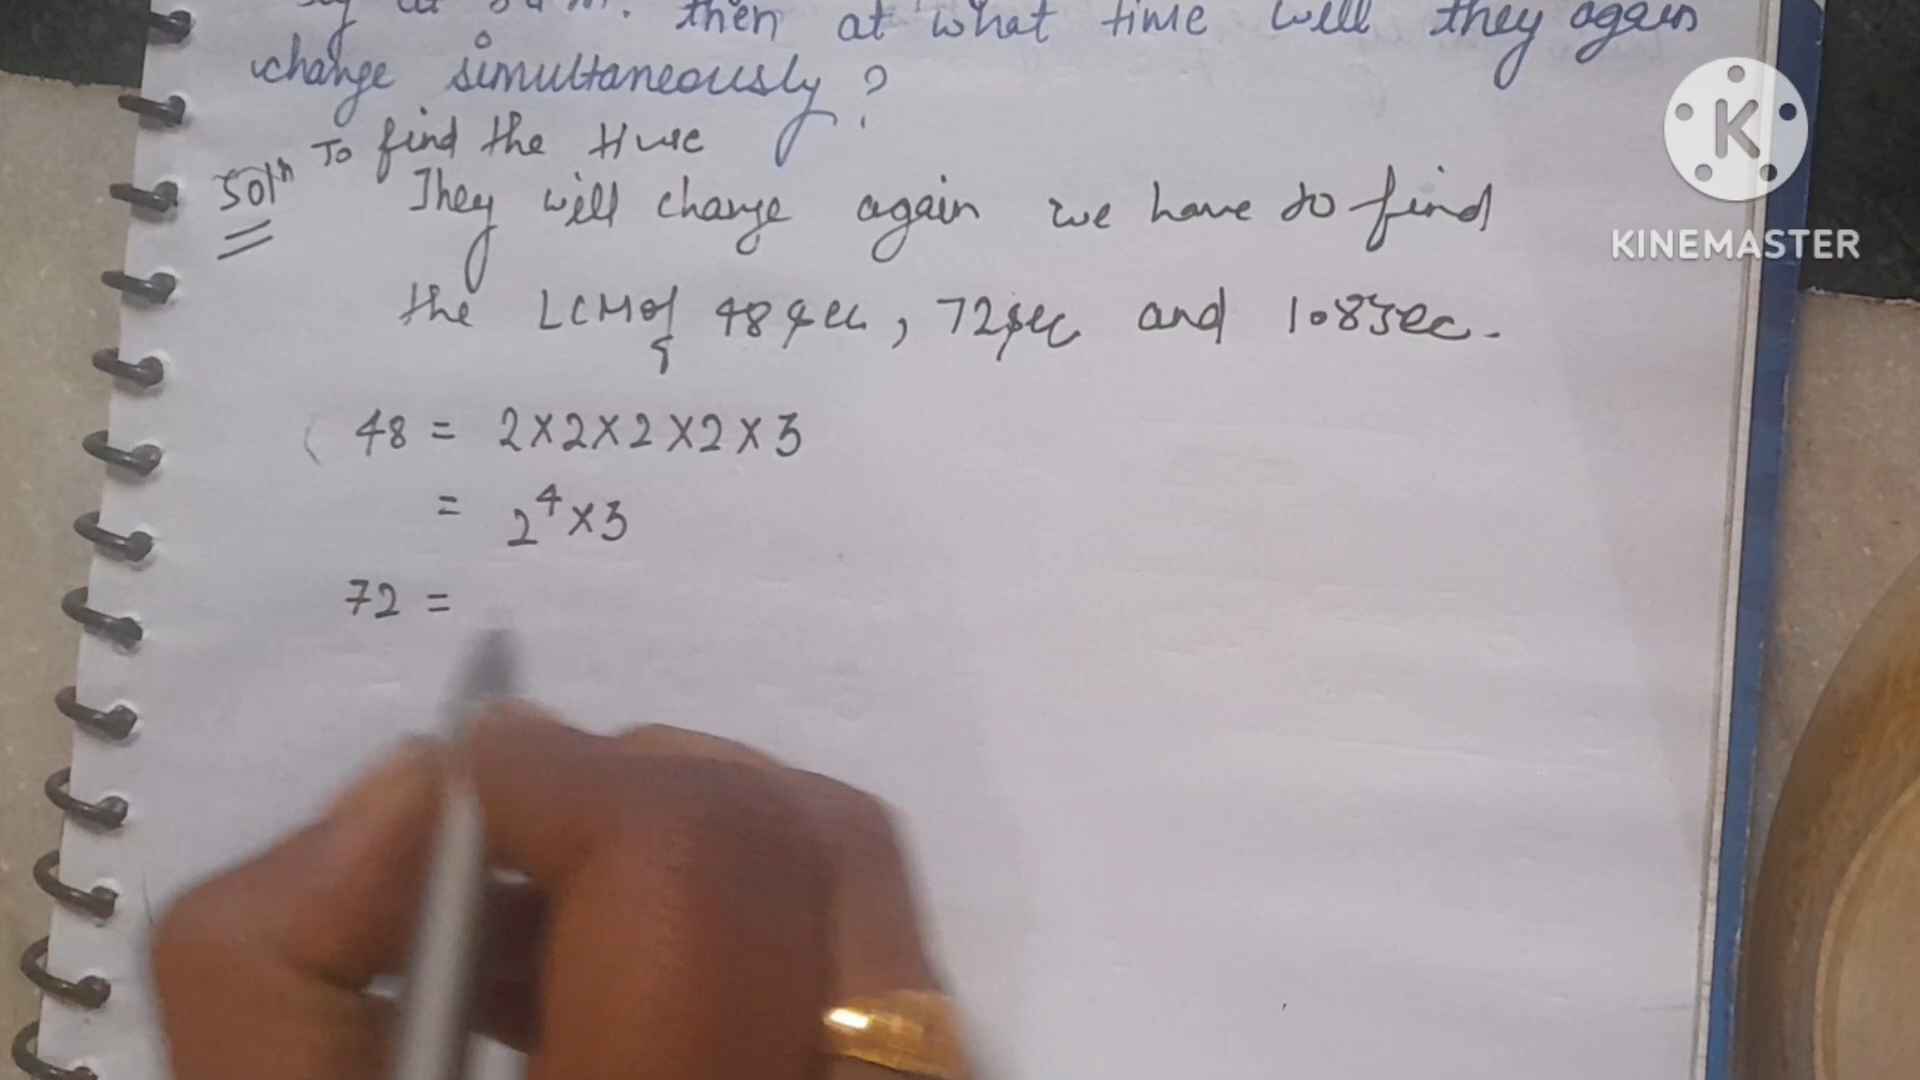 then at what time will they again
change simultaneously?
To find the time
Solⁿ They will change again we have to find
the LCM of 48 sec, 72 sec and 108 sec.
48 = 2×2×2×2×3
= 2⁴×3
72 =
K
KINEMASTER